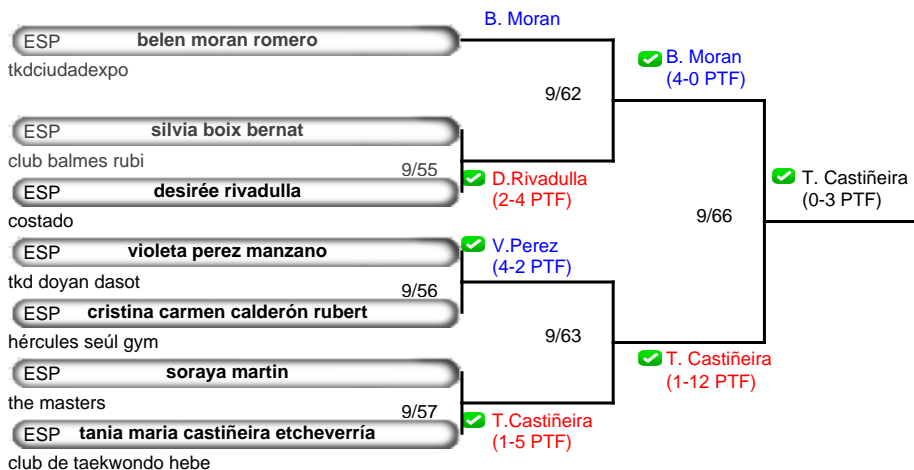 B. Moran
ESP belen moran romero
tkdciudadexpo
B. Moran
(4-0 PTF)
9/62
ESP silvia boix bernat
club balmes rubi
9/55
ESP desirée rivadulla
costado
D.Rivadulla
(2-4 PTF)
T. Castiñeira
(0-3 PTF)
9/66
ESP violeta perez manzano
tkd doyan dasot
V.Perez
(4-2 PTF)
9/56
ESP cristina carmen calderón rubert
hércules seúl gym
9/63
ESP soraya martin
the masters
T. Castiñeira
(1-12 PTF)
9/57
ESP tania maria castiñeira etcheverría
club de taekwondo hebe
T.Castiñeira
(1-5 PTF)